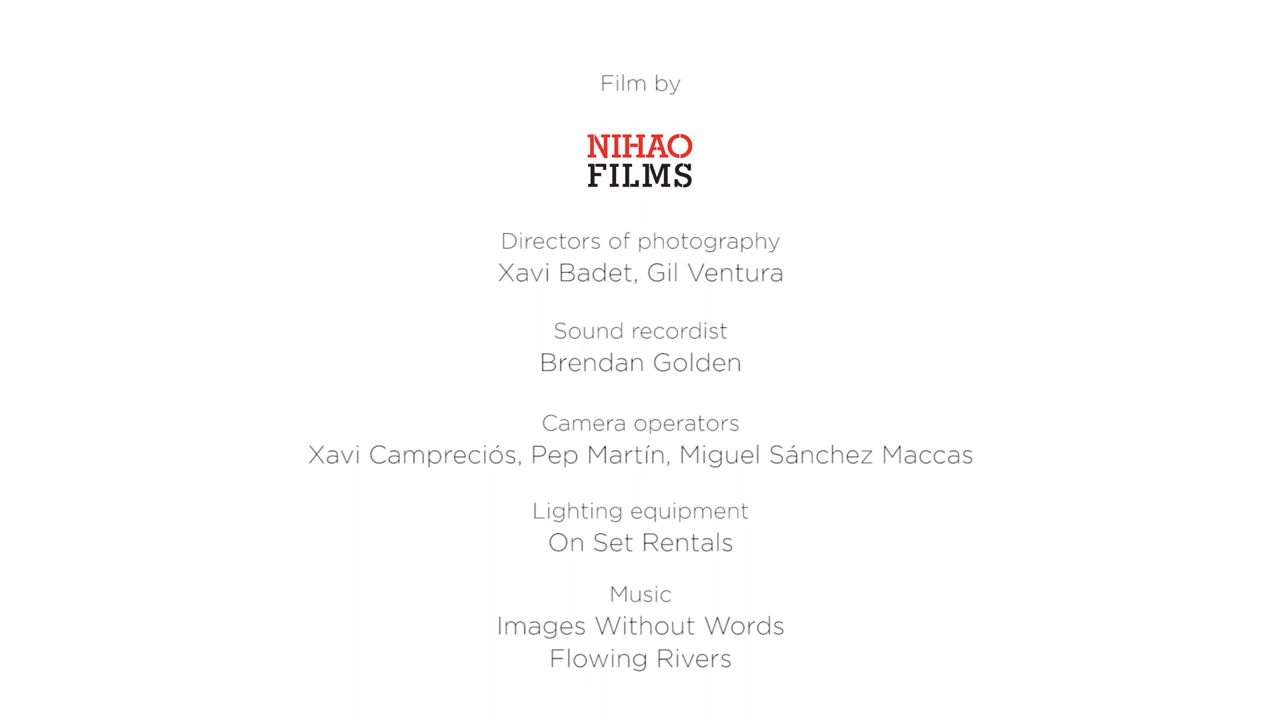 Film by
NIHAO
FILMS
Directors of photography
Xavi Badet, Gil Ventura
Sound recordist
Brendan Golden
Camera operators
Xavi Campreciós, Pep Martín, Miguel Sánchez Maccas
Lighting equipment
On Set Rentals
Music
Images Without Words
Flowing Rivers